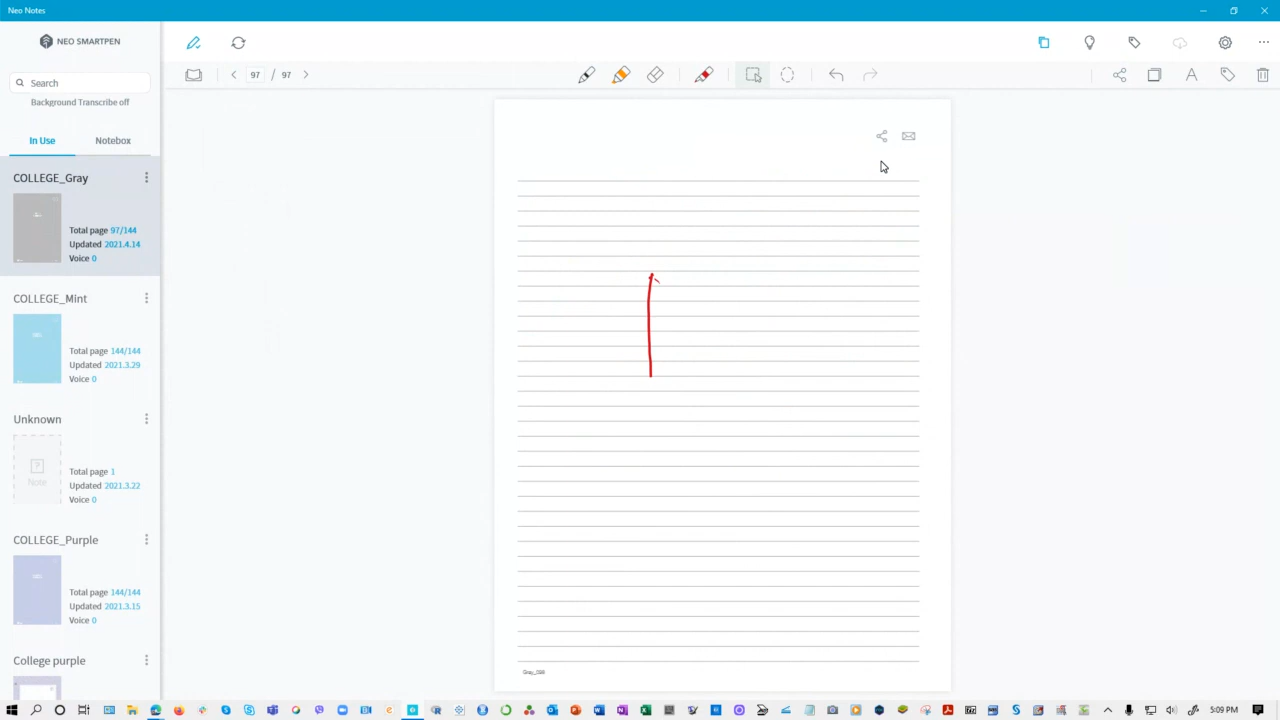 Neo Notes
NEO SMARTPEN
Search
Background Transcribe off
97 / 97
In Use Notebox
COLLEGE_Gray
Total page 97/144
Updated 2021.4.14
Voice 0
COLLEGE_Mint
Total page 144/144
Updated 2021.3.29
Voice 0
Unknown
?
Note
Total page 1
Updated 2021.3.22
Voice 0
COLLEGE_Purple
Total page 144/144
Updated 2021.3.15
Voice 0
College purple
5:09 PM